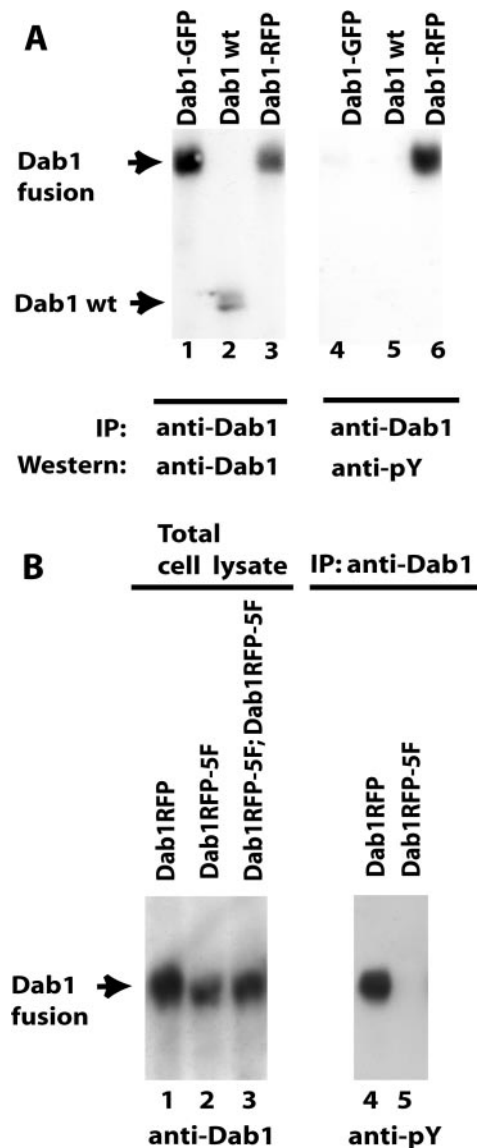 A
Dab1-GFP
Dab1 wt
Dab1-RFP
Dab1-GFP
Dab1 wt
Dab1-RFP
Dab1
fusion
Dab1 wt
1 2 3 4 5 6
IP: anti-Dab1 anti-Dab1
Western: anti-Dab1 anti-pY
B
Total
cell lysate
IP: anti-Dab1
Dab1RFP
Dab1RFP-5F
Dab1RFP-5F; Dab1RFP-5F
Dab1RFP
Dab1RFP-5F
Dab1
fusion
1 2 3 4 5
anti-Dab1 anti-pY